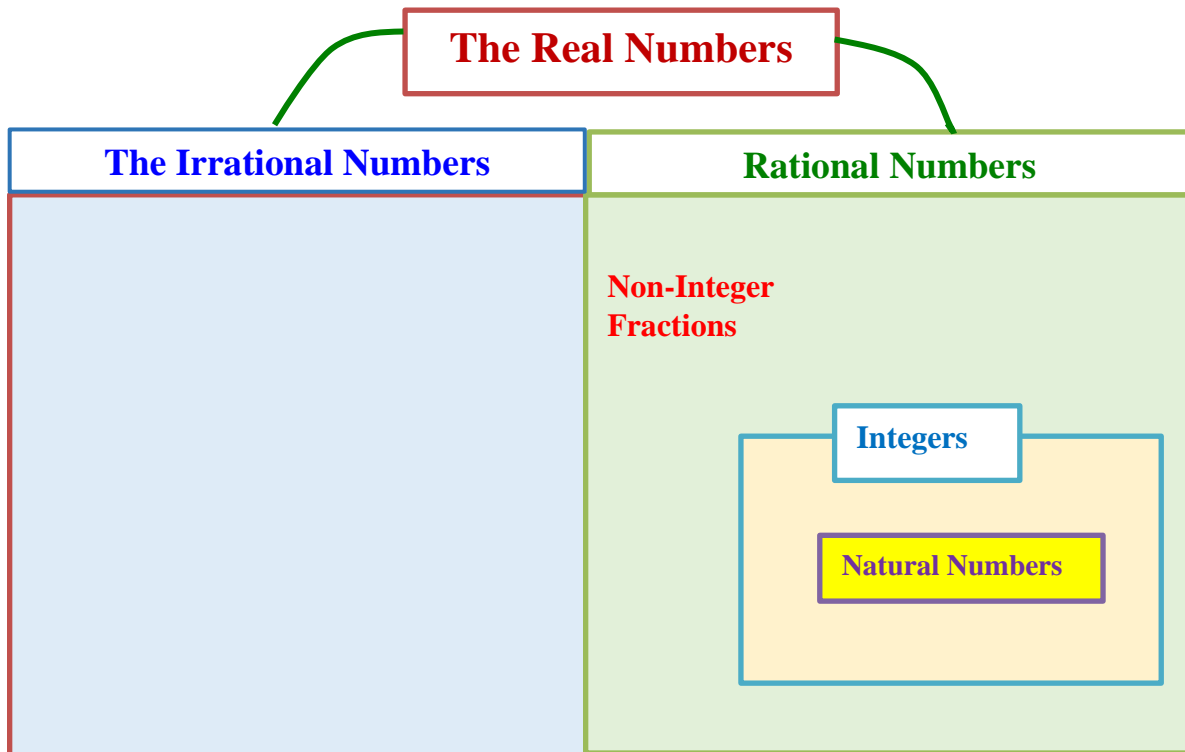 The Real Numbers
The Irrational Numbers
Rational Numbers
Non-Integer
Fractions
Integers
Natural Numbers